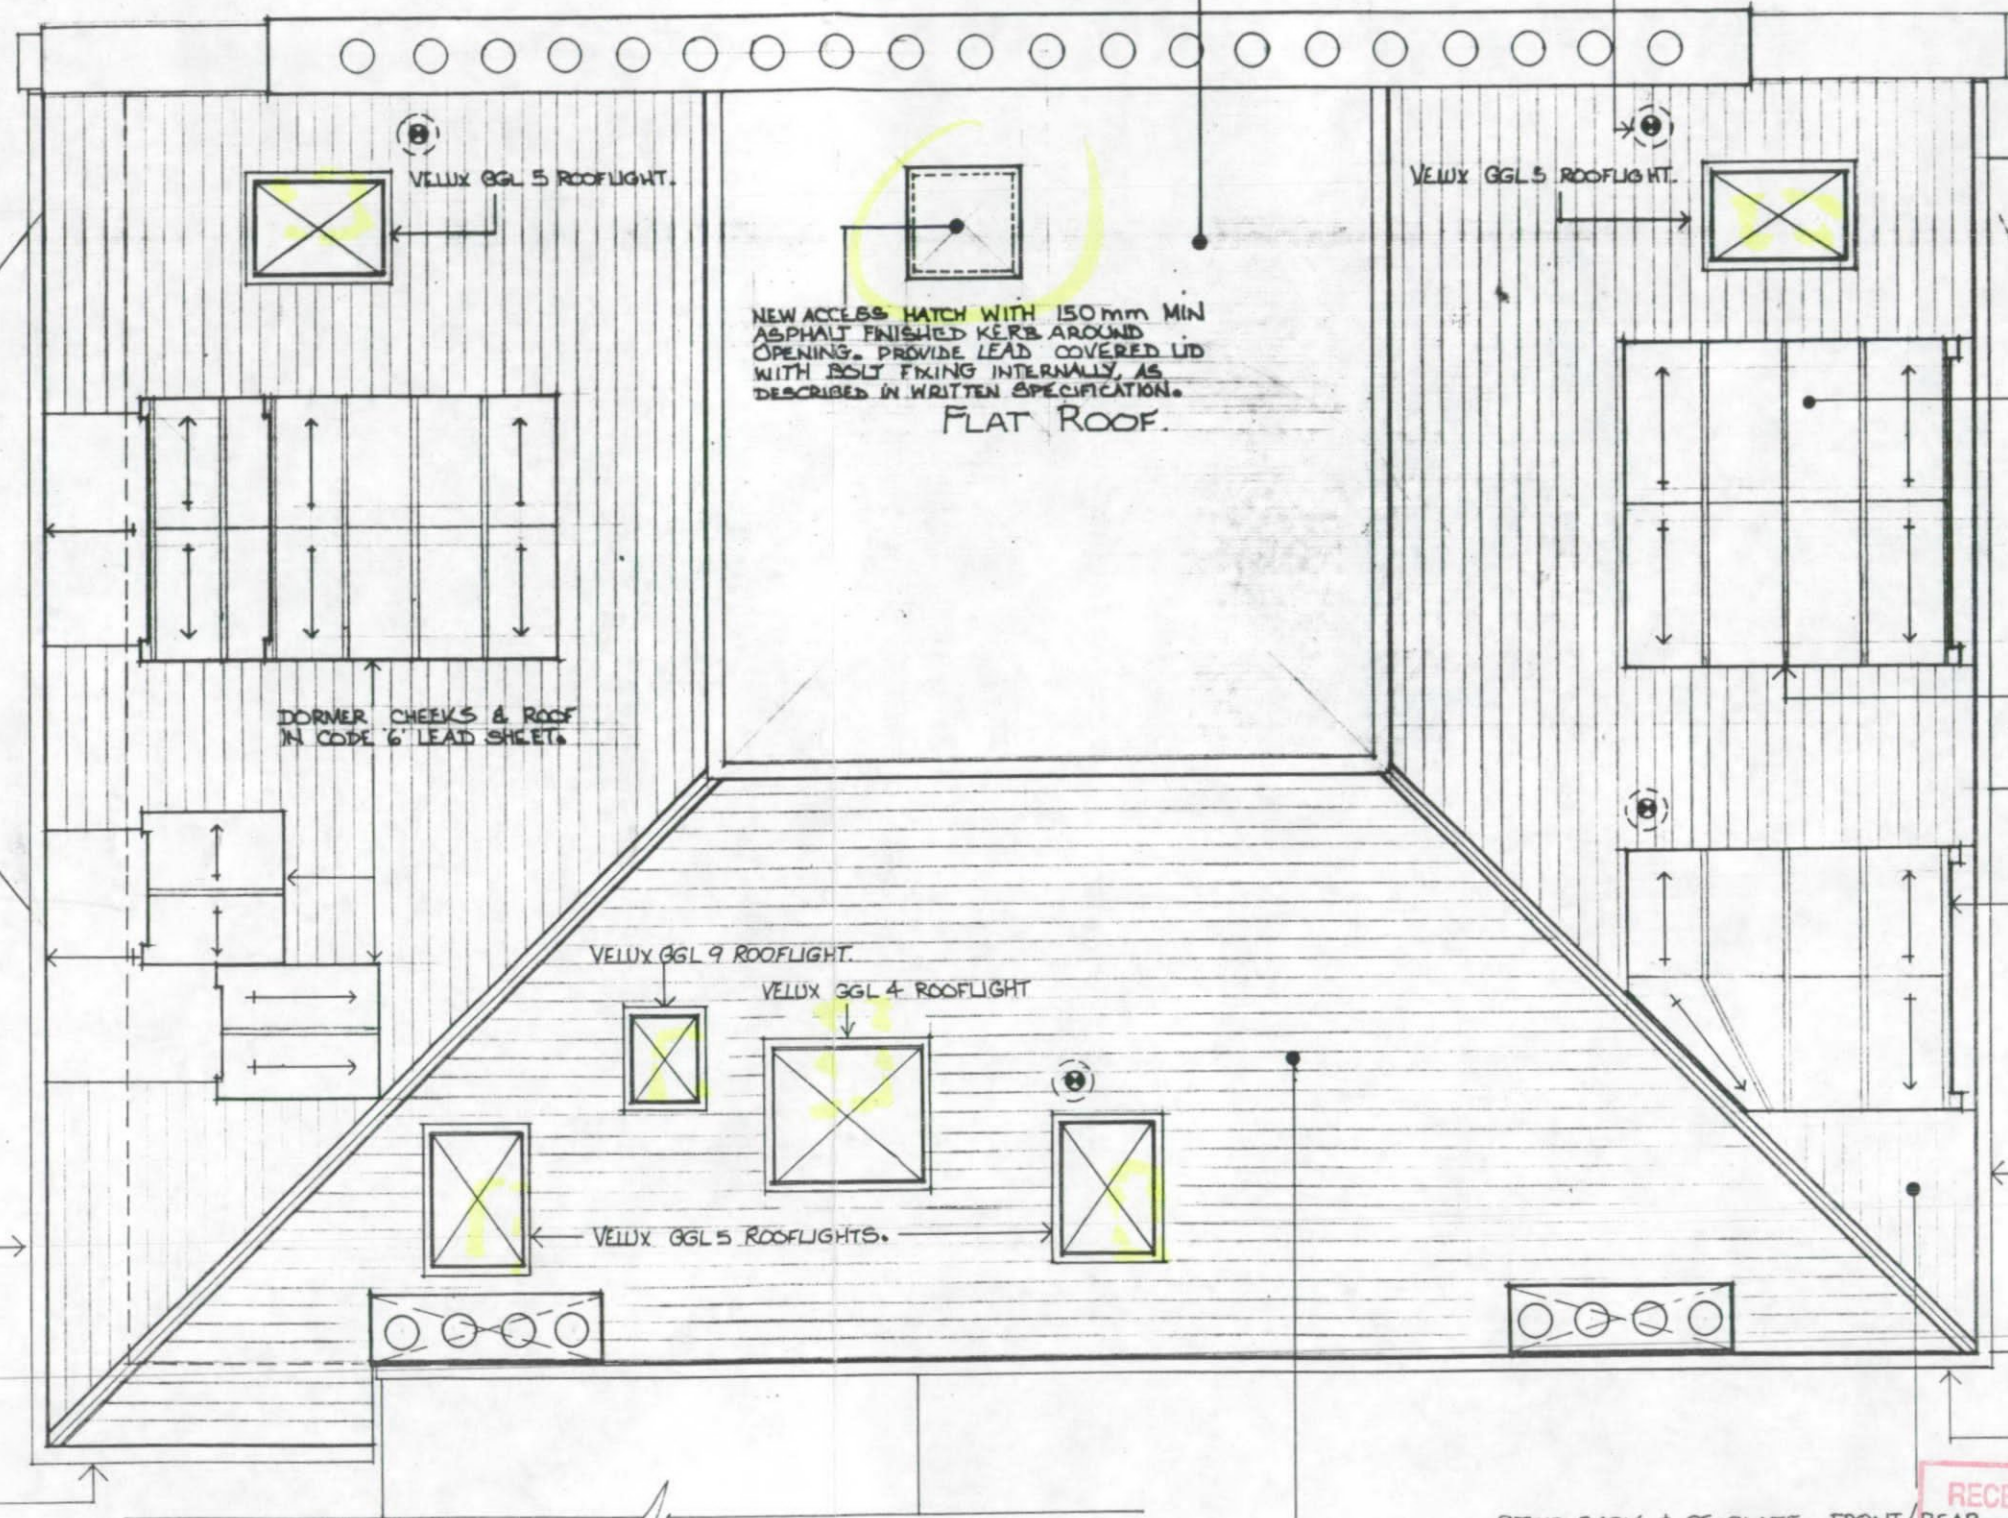 VELUX GGL 5 ROOFLIGHT.
VELUX GGL 5 ROOFLIGHT.
NEW ACCESS HATCH WITH 150mm MIN
ASPHALT FINISHED KERB AROUND
OPENING. PROVIDE LEAD COVERED LID
WITH BOLT FIXING INTERNALLY, AS
DESCRIBED IN WRITTEN SPECIFICATION.
FLAT ROOF.
DORMER CHEEKS & ROOF
IN CODE '6' LEAD SHEET.
VELUX GGL 9 ROOFLIGHT.
VELUX GGL 4 ROOFLIGHT
VELUX GGL 5 ROOFLIGHTS.
RECE